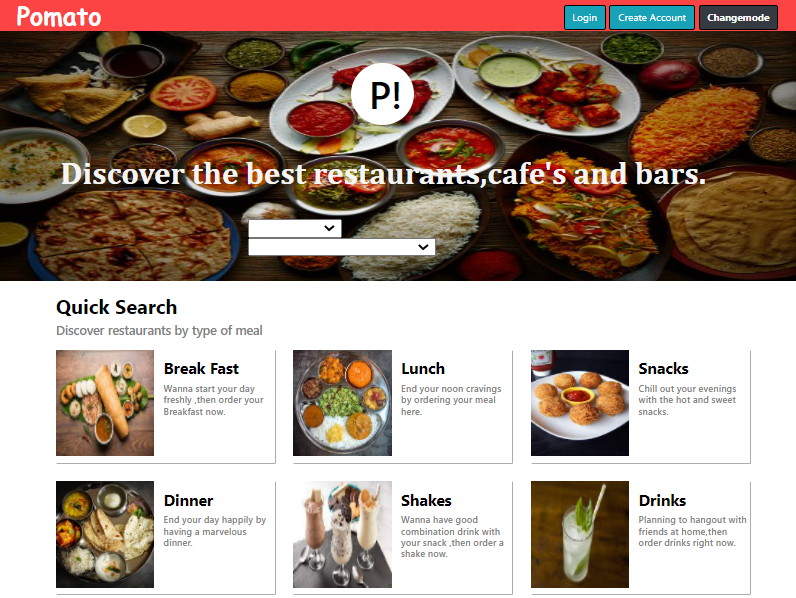 Pomato
Login
Create Account
Changemode
P!
Discover the best restaurants,cafe's and bars.
Quick Search
Discover restaurants by type of meal
Break Fast
Wanna start your day
freshly ,then order your
Breakfast now.
Lunch
End your noon cravings
by ordering your meal
here.
Snacks
Chill out your evenings
with the hot and sweet
snacks.
Dinner
End your day happily by
having a marvelous
dinner.
Shakes
Wanna have good
combination drink with
your snack ,then order a
shake now.
Drinks
Planning to hangout with
friends at home,then
order drinks right now.